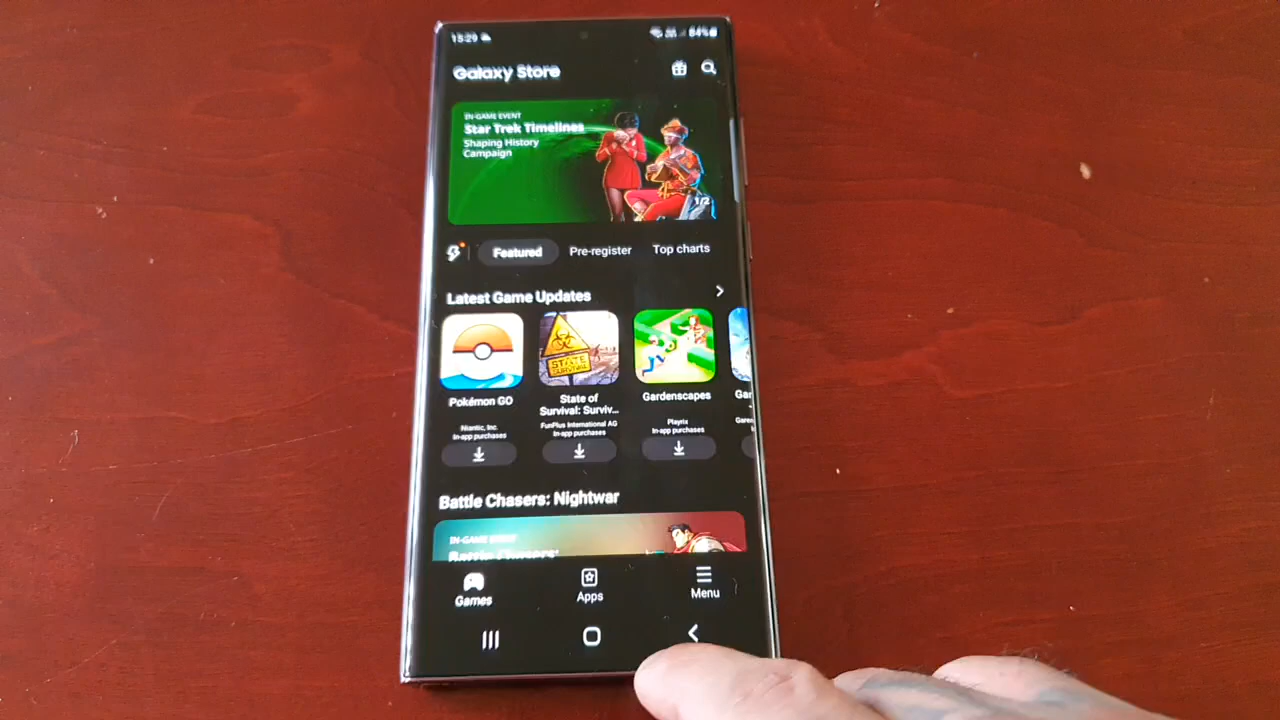 15:29
84%
Galaxy Store
IN-GAME EVENT
Star Trek Timelines
Shaping History
Campaign
1/2
Featured
Pre-register
Top charts
Latest Game Updates
STATE
SURVIVAL
Pokémon GO
State of
Survival: Surviv...
Gardenscapes
Niantic, Inc.
In-app purchases
FunPlus International AG
In-app purchases
Playrix
In-app purchases
Battle Chasers: Nightwar
IN-GAME EVENT
Games
Apps
Menu